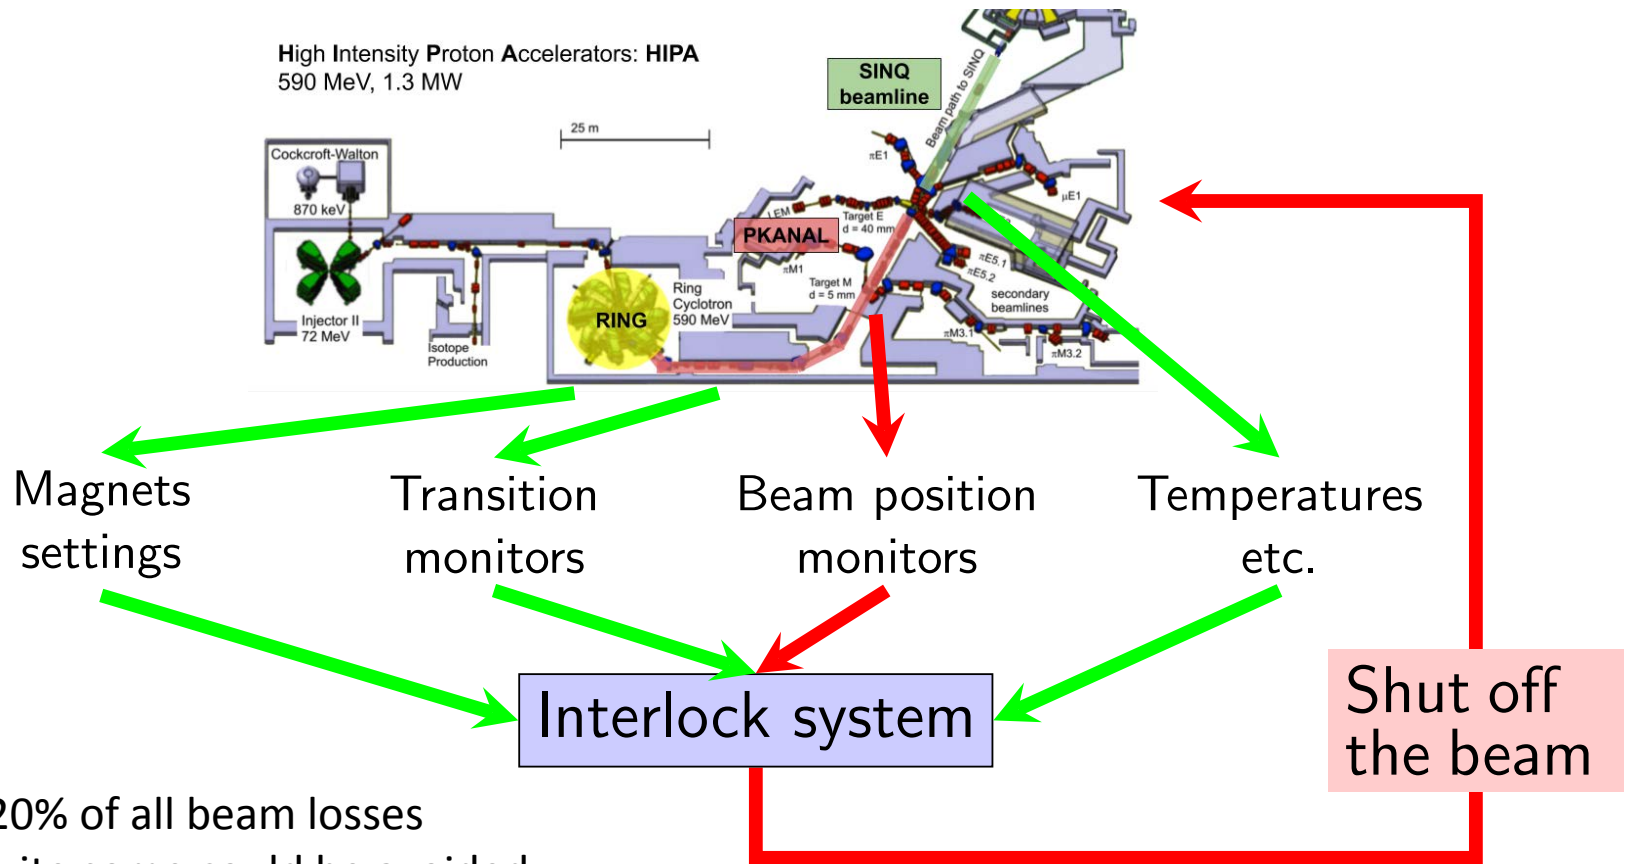 High Intensity Proton Accelerators: HIPA
590 MeV, 1.3 MW
SINQ
beamline
Beam path to SINQ
25 m
Cockcroft-Walton
870 keV
πE1
μE1
LEM
Target E
d = 40 mm
PKANAL
πM1
πE5.1
πE5.2
Target M
d = 5 mm
secondary
beamlines
Ring
Cyclotron
590 MeV
RING
Injector II
72 MeV
Isotope
Production
πM3.1
πM3.2
Magnets
settings
Transition
monitors
Beam position
monitors
Temperatures
etc.
Interlock system
Shut off
the beam
20% of all beam losses
could be avoided